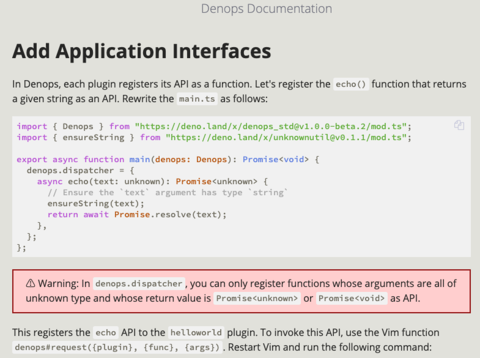 Denops Documentation
Add Application Interfaces
In Denops, each plugin registers its API as a function. Let's register the echo() function that returns
a given string as an API. Rewrite the main.ts as follows:
import { Denops } from "https://deno.land/x/denops_std@v1.0.0-beta.2/mod.ts";
import { ensureString } from "https://deno.land/x/unknownutil@v0.1.1/mod.ts";
export async function main(denops: Denops): Promise<void> {
  denops.dispatcher = {
    async echo(text: unknown): Promise<unknown> {
      // Ensure the `text` argument has type `string`
      ensureString(text);
      return await Promise.resolve(text);
    },
  };
};
⚠ Warning: In denops.dispatcher, you can only register functions whose arguments are all of
unknown type and whose return value is Promise<unknown> or Promise<void> as API.
This registers the echo API to the helloworld plugin. To invoke this API, use the Vim function
denops#request({plugin}, {func}, {args}). Restart Vim and run the following command: